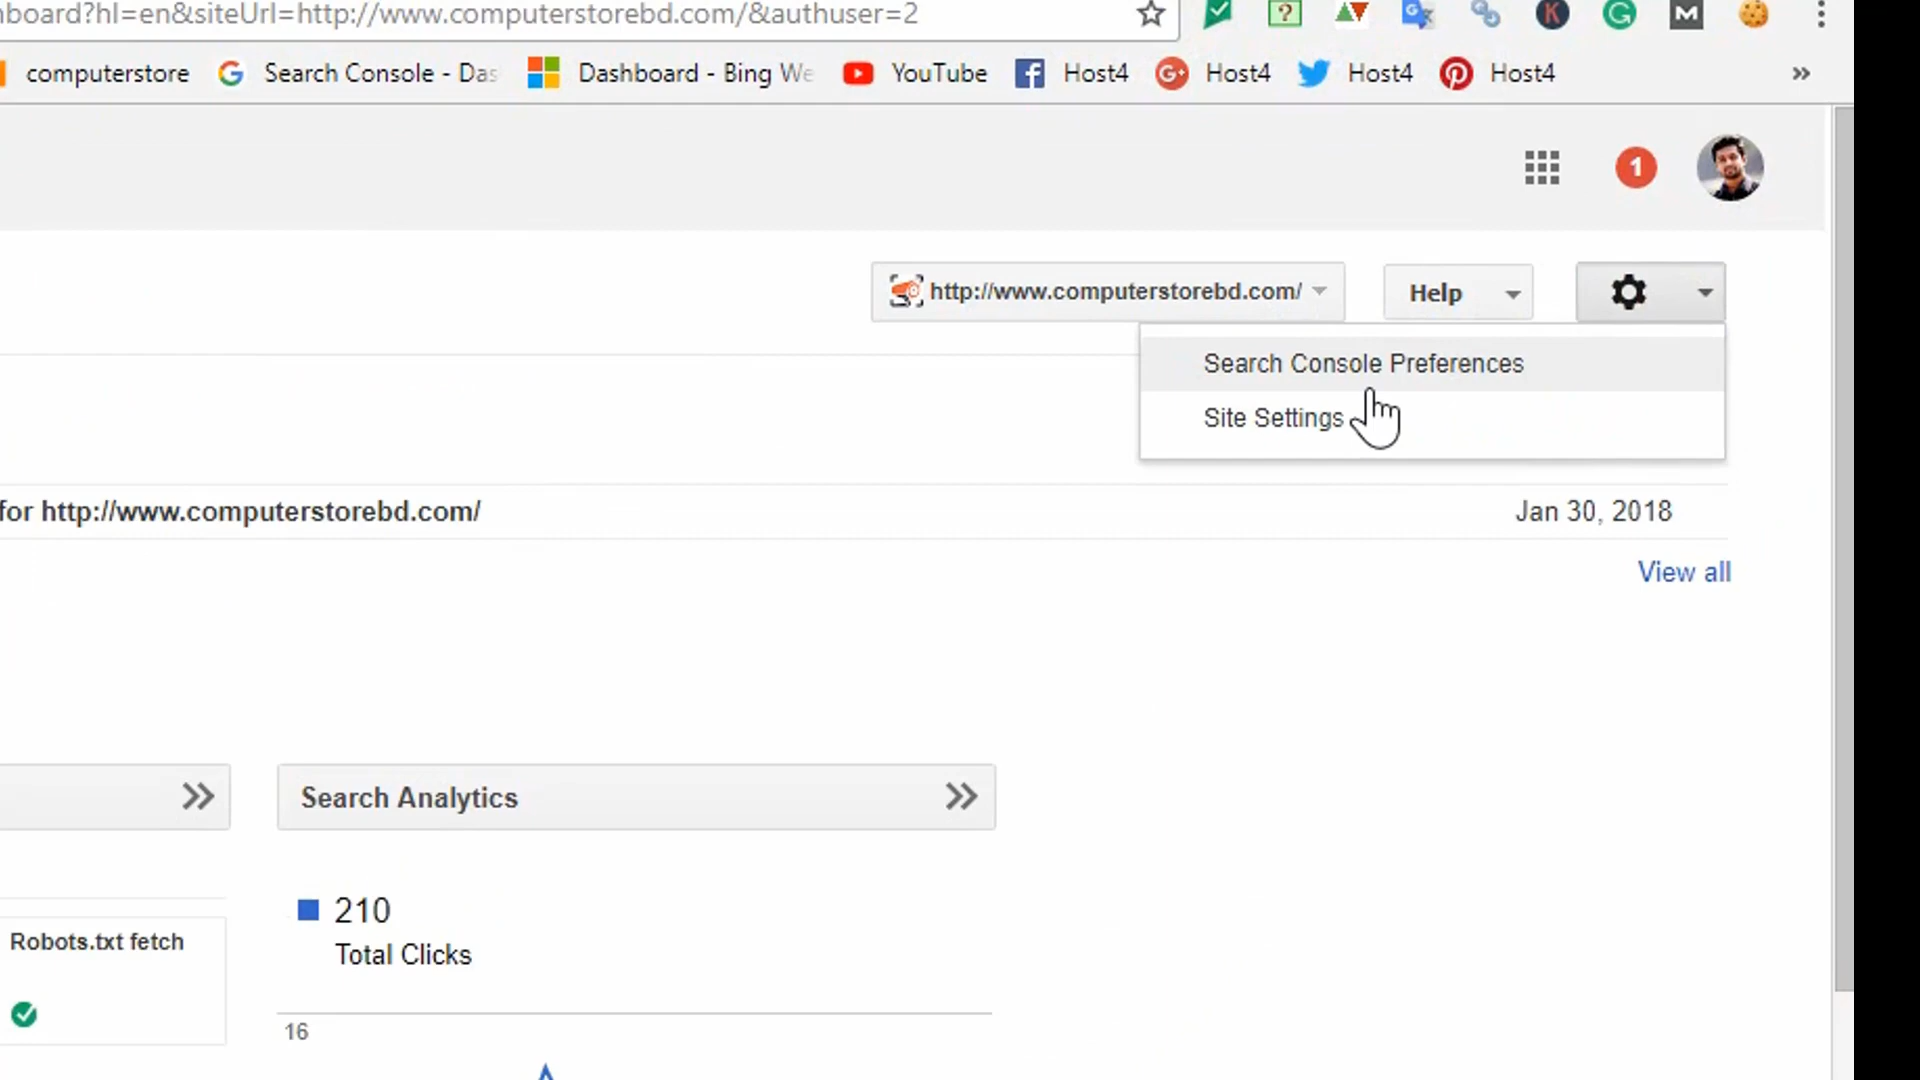 nboard?hl=en&siteUrl=http://www.computerstorebd.com/&authuser=2
computerstore Search Console - Das Dashboard - Bing We YouTube Host4 Host4 Host4 Host4
1
http://www.computerstorebd.com/ Help
Search Console Preferences
Site Settings
for http://www.computerstorebd.com/ Jan 30, 2018
View all
Search Analytics
210
Total Clicks
Robots.txt fetch
16